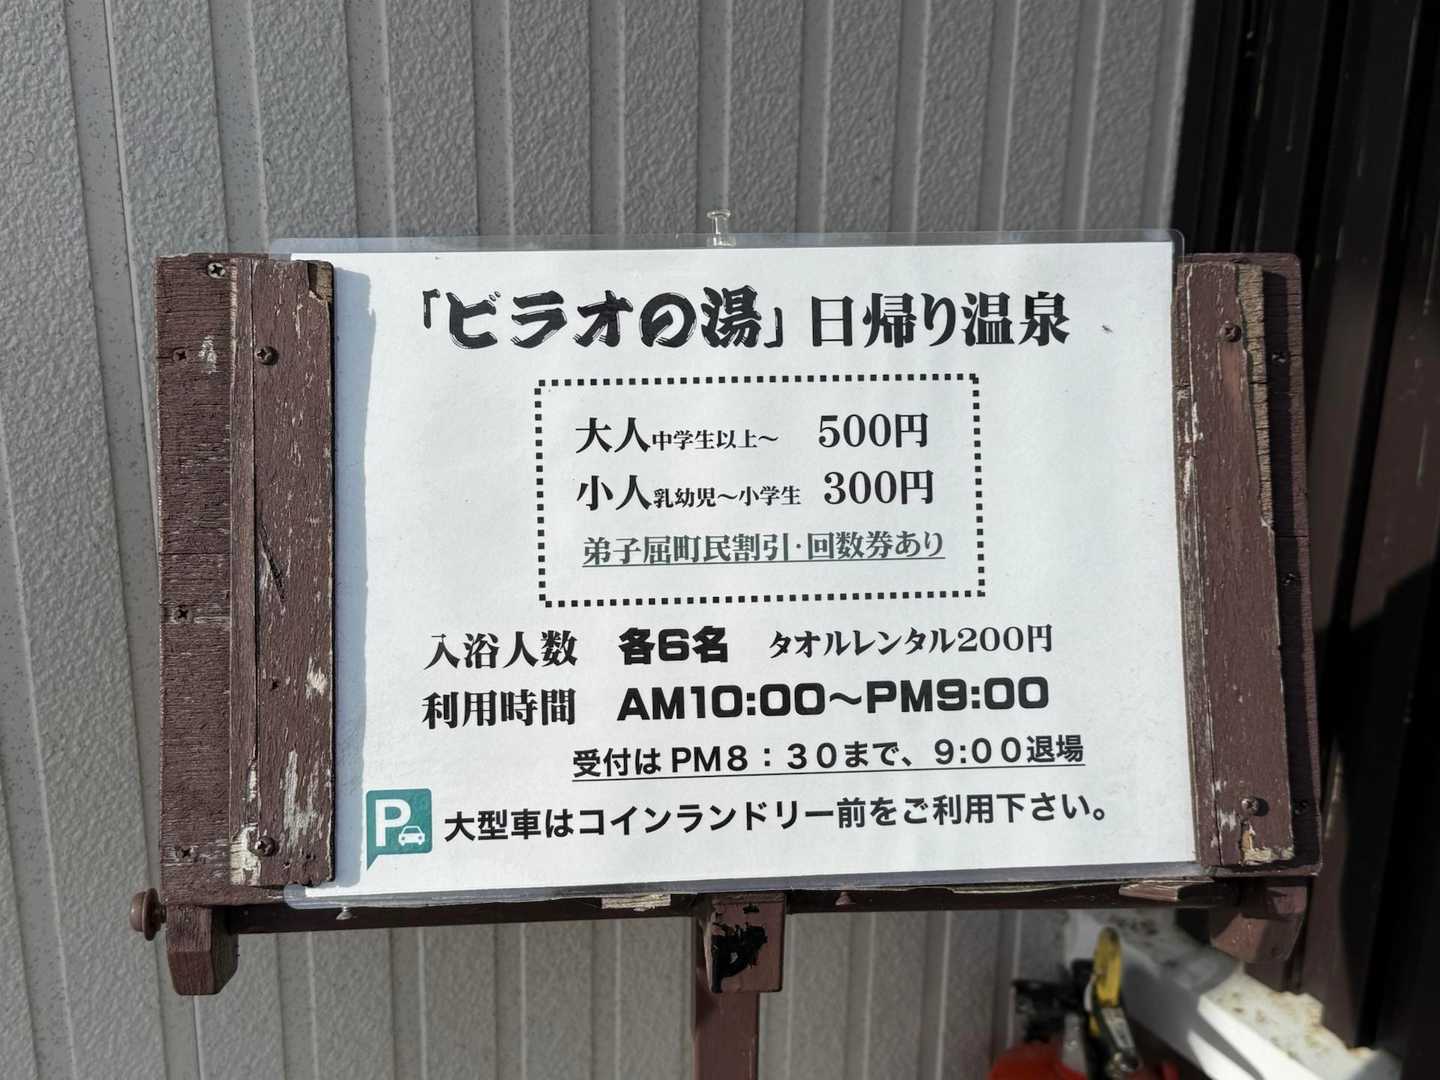 「ビラオの湯」日帰り温泉
大人中学生以上～ 500円
小人乳幼児～小学生 300円
弟子屈町民割引・回数券あり
入浴人数 各6名 タオルレンタル200円
利用時間 AM10:00～PM9:00
受付はPM8：30まで、9:00退場
P 大型車はコインランドリー前をご利用下さい。